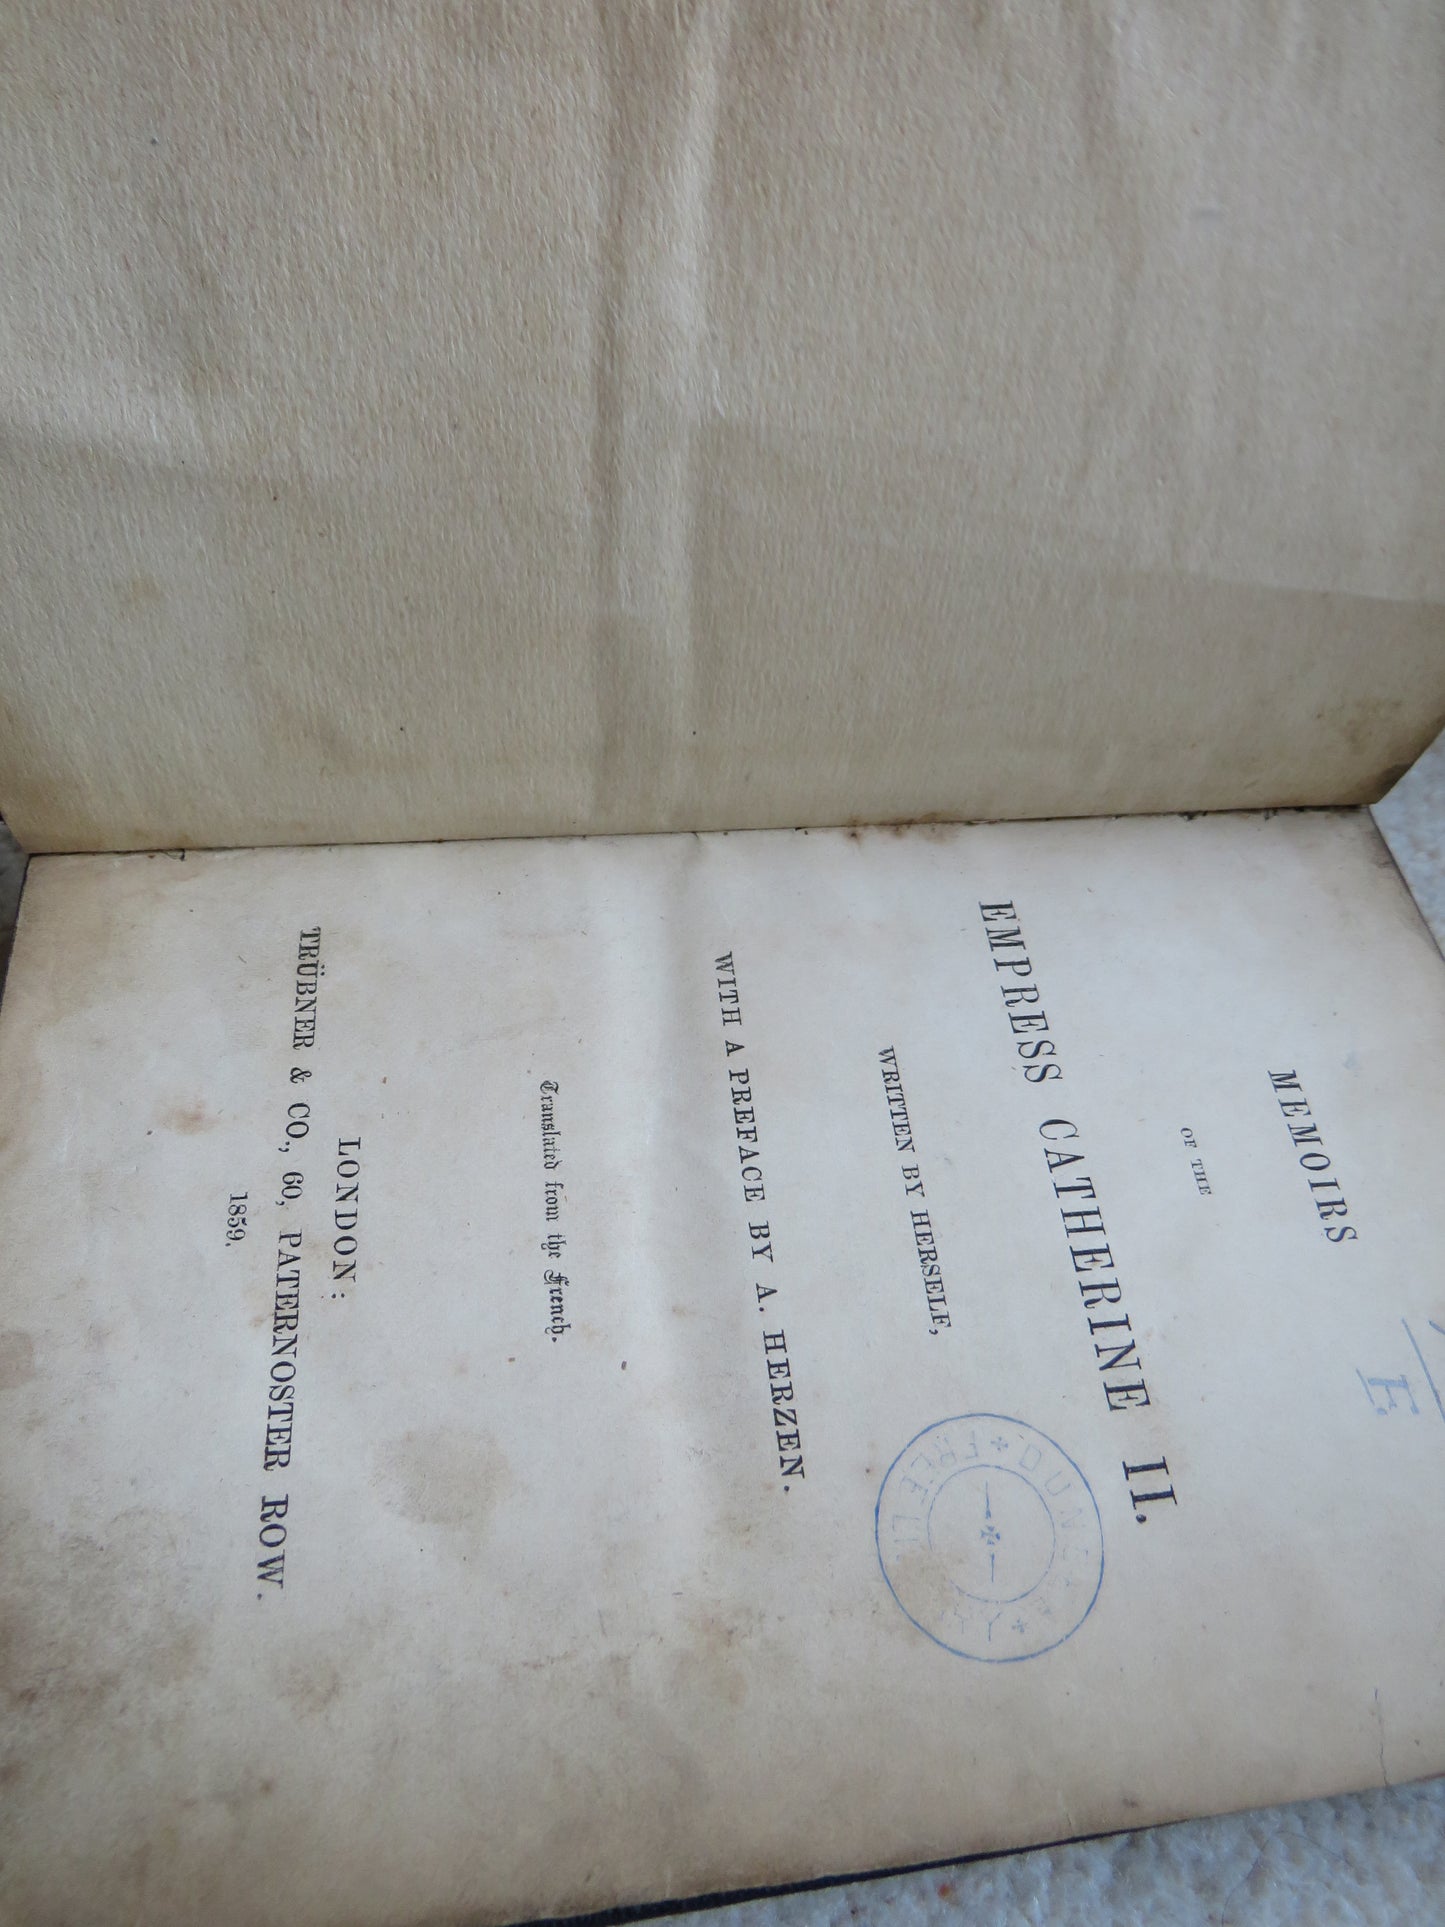 E.
MEMOIRS
OF THE
EMPRESS CATHERINE II.
WRITTEN BY HERSELF,
WITH A PREFACE BY A. HERZEN.
Translated from the French.
LONDON:
TRÜBNER & CO., 60, PATERNOSTER ROW.
1859.